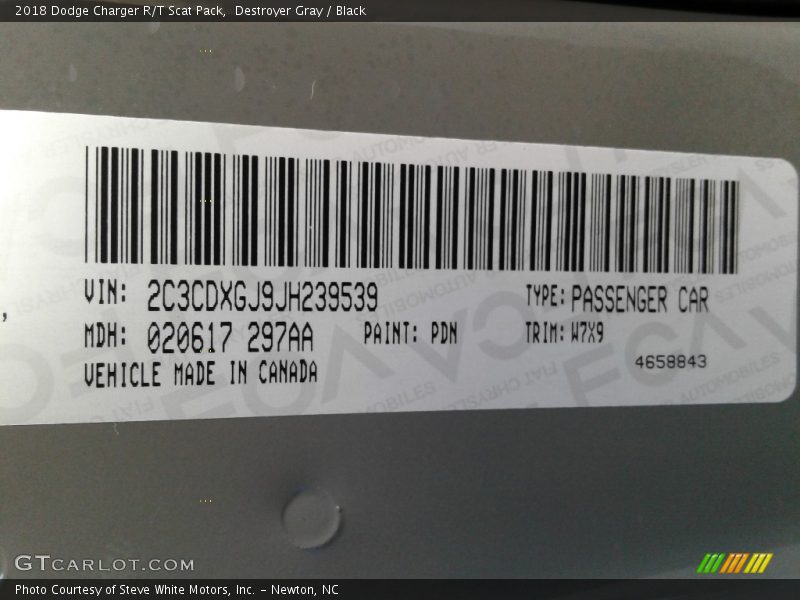 2018 Dodge Charger R/T Scat Pack,  Destroyer Gray / Black
VIN: 2C3CDXGJ9JH239539 TYPE: PASSENGER CAR
MDH: 020617 297AA PAINT: PDN TRIM: W7X9
VEHICLE MADE IN CANADA 4658843
GTCARLOT.COM
Photo Courtesy of Steve White Motors, Inc. – Newton, NC